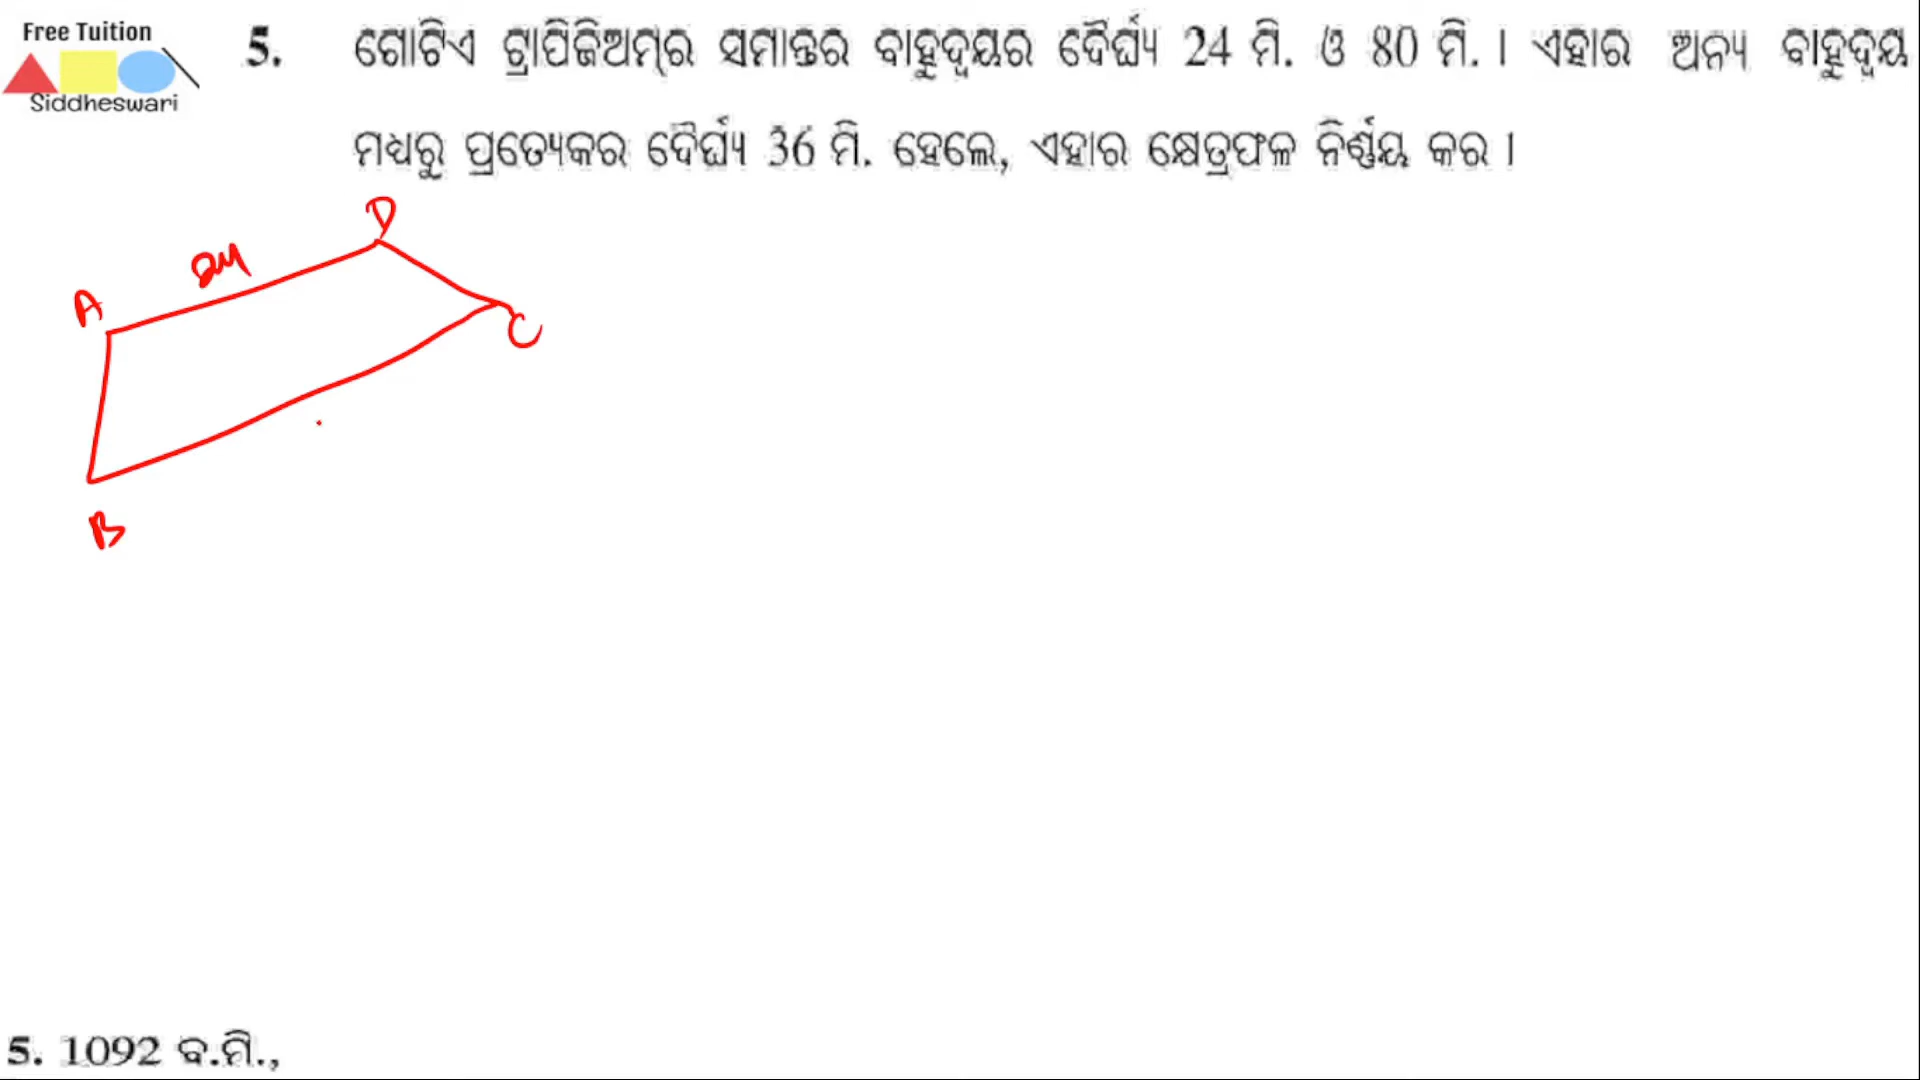 Free Tuition
Siddheswari
5. ଗୋଟିଏ ଟ୍ରାପିଜିଅମ୍‌ର ସମାନ୍ତର ବାହୁଦ୍ୱୟର ଦୈର୍ଘ୍ୟ 24 ମି. ଓ 80 ମି. । ଏହାର ଅନ୍ୟ ବାହୁଦ୍ୱୟ
ମଧ୍ୟରୁ ପ୍ରତ୍ୟେକର ଦୈର୍ଘ୍ୟ 36 ମି. ହେଲେ, ଏହାର କ୍ଷେତ୍ରଫଳ ନିର୍ଣ୍ଣୟ କର ।
D
24
A
C
B
5. 1092 ବ.ମି.,